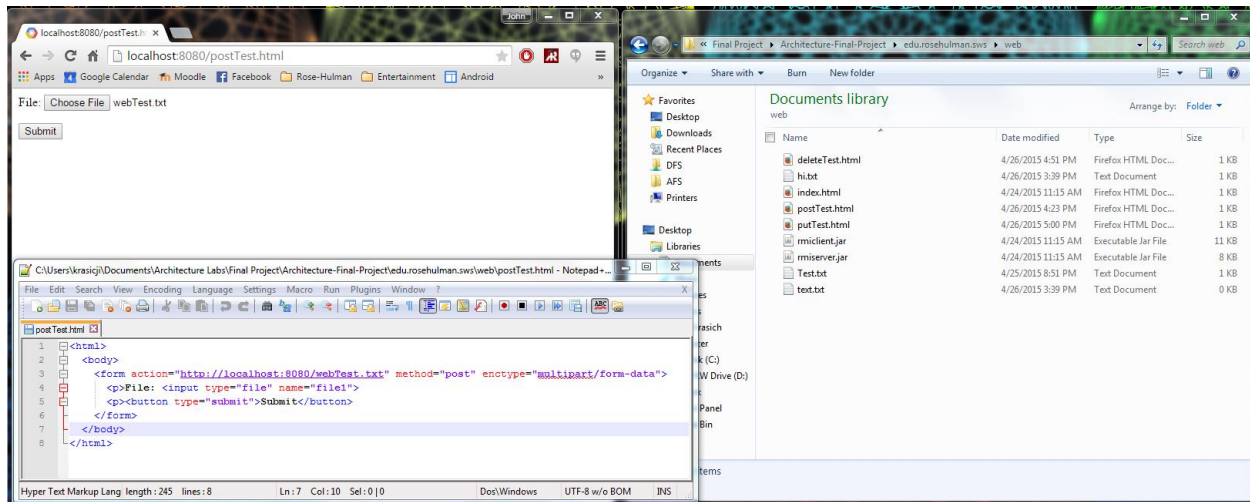 John
localhost:8080/postTest.h
localhost:8080/postTest.html
Apps Google Calendar Moodle Facebook Rose-Hulman Entertainment Android »
File: Choose File webTest.txt
Submit
C:\Users\krasicji\Documents\Architecture Labs\Final Project\Architecture-Final-Project\edu.rosehulman.sws\web\postTest.html - Notepad+...
File Edit Search View Encoding Language Settings Macro Run Plugins Window ? X
postTest.html
1 <html>
2 <body>
3 <form action="http://localhost:8080/webTest.txt" method="post" enctype="multipart/form-data">
4 <p>File: <input type="file" name="file1">
5 <p><button type="submit">Submit</button>
6 </form>
7 </body>
8 </html>
Hyper Text Markup Lang length : 245 lines : 8 Ln : 7 Col : 10 Sel : 0 | 0 Dos\Windows UTF-8 w/o BOM INS
« Final Project Architecture-Final-Project edu.rosehulman.sws web Search web
Organize Share with Burn New folder
Favorites
Desktop
Downloads
Recent Places
DFS
AFS
Printers
Desktop
Libraries
ments
es
s
rasich
ter
k (C:)
W Drive (D:)
Panel
Bin
tems
Documents library
web
Arrange by: Folder
Name Date modified Type Size
deleteTest.html 4/26/2015 4:51 PM Firefox HTML Doc... 1 KB
hi.txt 4/26/2015 3:39 PM Text Document 1 KB
index.html 4/24/2015 11:15 AM Firefox HTML Doc... 1 KB
postTest.html 4/26/2015 4:23 PM Firefox HTML Doc... 1 KB
putTest.html 4/26/2015 5:00 PM Firefox HTML Doc... 1 KB
rmiclient.jar 4/24/2015 11:15 AM Executable Jar File 11 KB
rmiserver.jar 4/24/2015 11:15 AM Executable Jar File 8 KB
Test.txt 4/25/2015 8:51 PM Text Document 1 KB
text.txt 4/26/2015 3:39 PM Text Document 0 KB